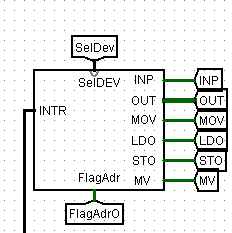 SelDev
SelDEV
INP INP
OUT OUT
INTR MOV MOV
LDO LDO
STO STO
FlagAdr MV MV
FlagAdrO